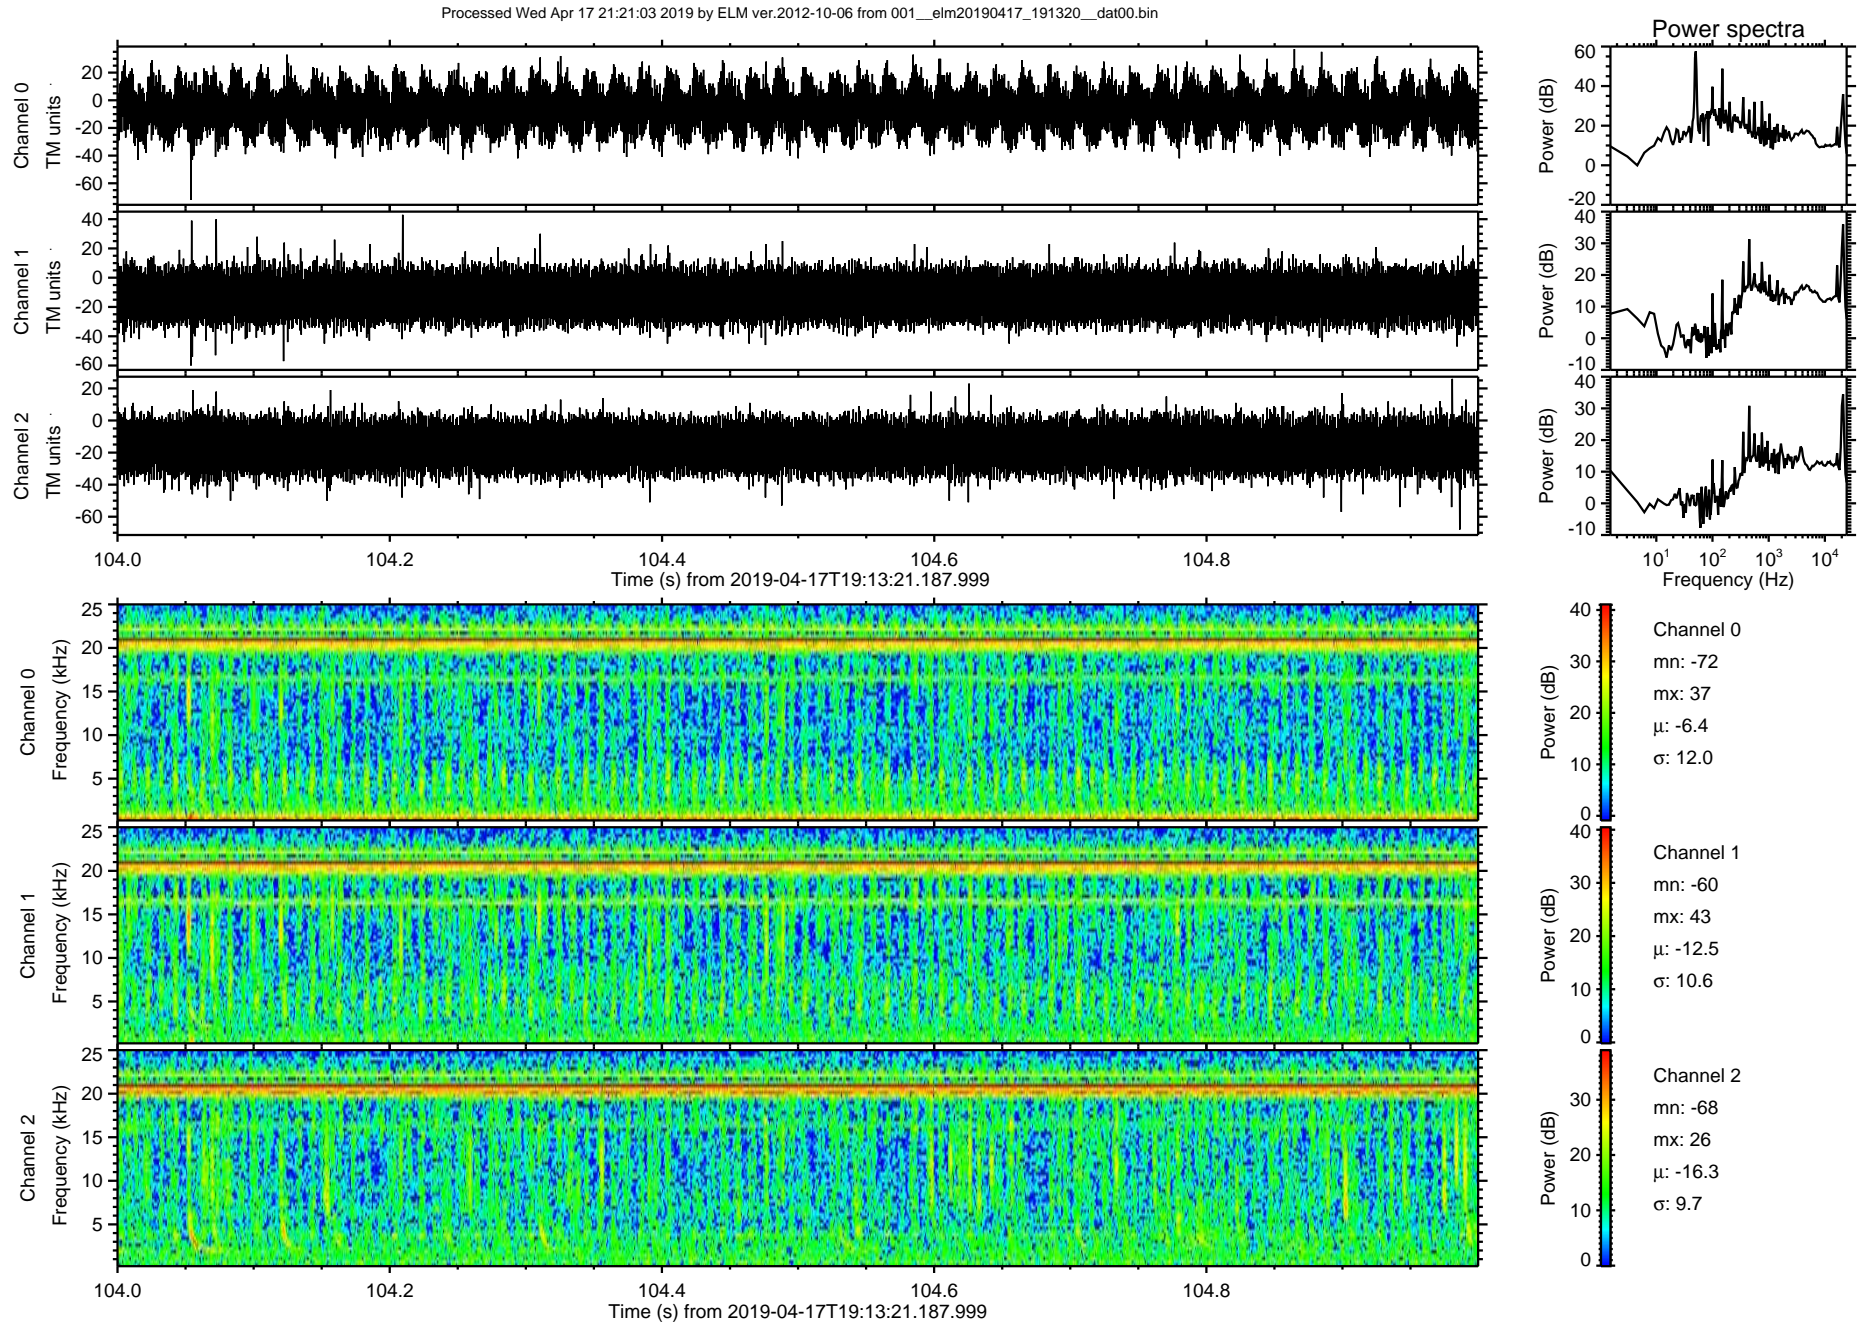 Processed Wed Apr 17 21:21:03 2019 by ELM ver.2012-10-06 from 001__elm20190417_191320__dat00.bin
Power spectra
Channel 0
TM units
20
0
-20
-40
-60
Power (dB)
60
40
20
0
-20
Channel 1
TM units
40
20
0
-20
-40
-60
Power (dB)
40
30
20
10
0
-10
Channel 2
TM units
20
0
-20
-40
-60
Power (dB)
40
30
20
10
0
-10
104.0 104.2 104.4 104.6 104.8
Time (s) from 2019-04-17T19:13:21.187.999
10^1 10^2 10^3 10^4
Frequency (Hz)
Channel 0
Frequency (kHz)
25
20
15
10
5
Power (dB)
40
30
20
10
0
Channel 0
mn: -72
mx: 37
μ: -6.4
σ: 12.0
Channel 1
Frequency (kHz)
25
20
15
10
5
Power (dB)
40
30
20
10
0
Channel 1
mn: -60
mx: 43
μ: -12.5
σ: 10.6
Channel 2
Frequency (kHz)
25
20
15
10
5
Power (dB)
30
20
10
0
Channel 2
mn: -68
mx: 26
μ: -16.3
σ: 9.7
104.0 104.2 104.4 104.6 104.8
Time (s) from 2019-04-17T19:13:21.187.999